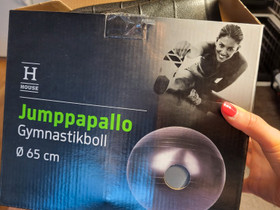 H
HOUSE
Jumppapallo
Gymnastikboll
Ø 65 cm